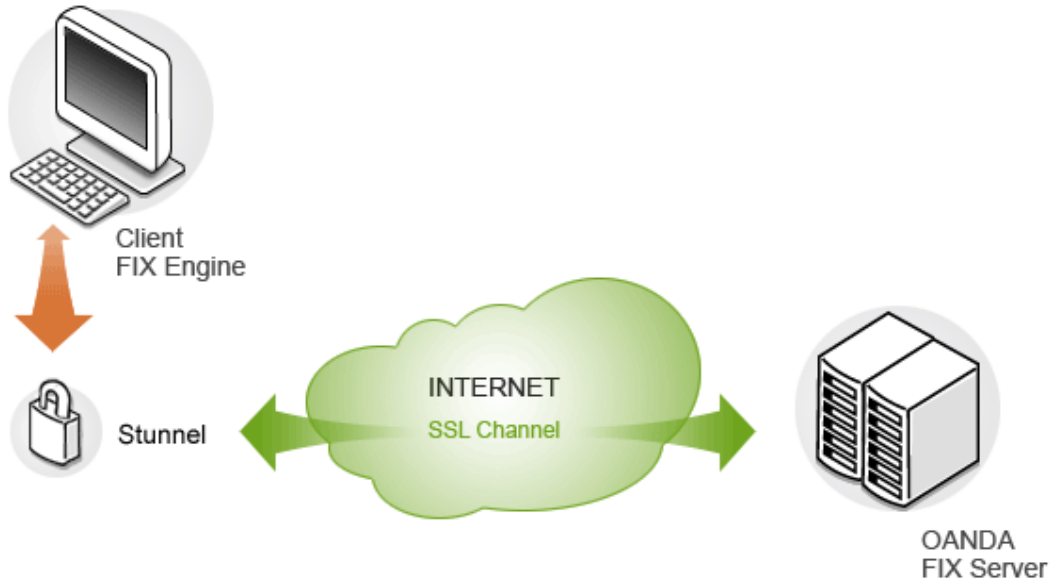 Client
FIX Engine
Stunnel
INTERNET
SSL Channel
OANDA
FIX Server